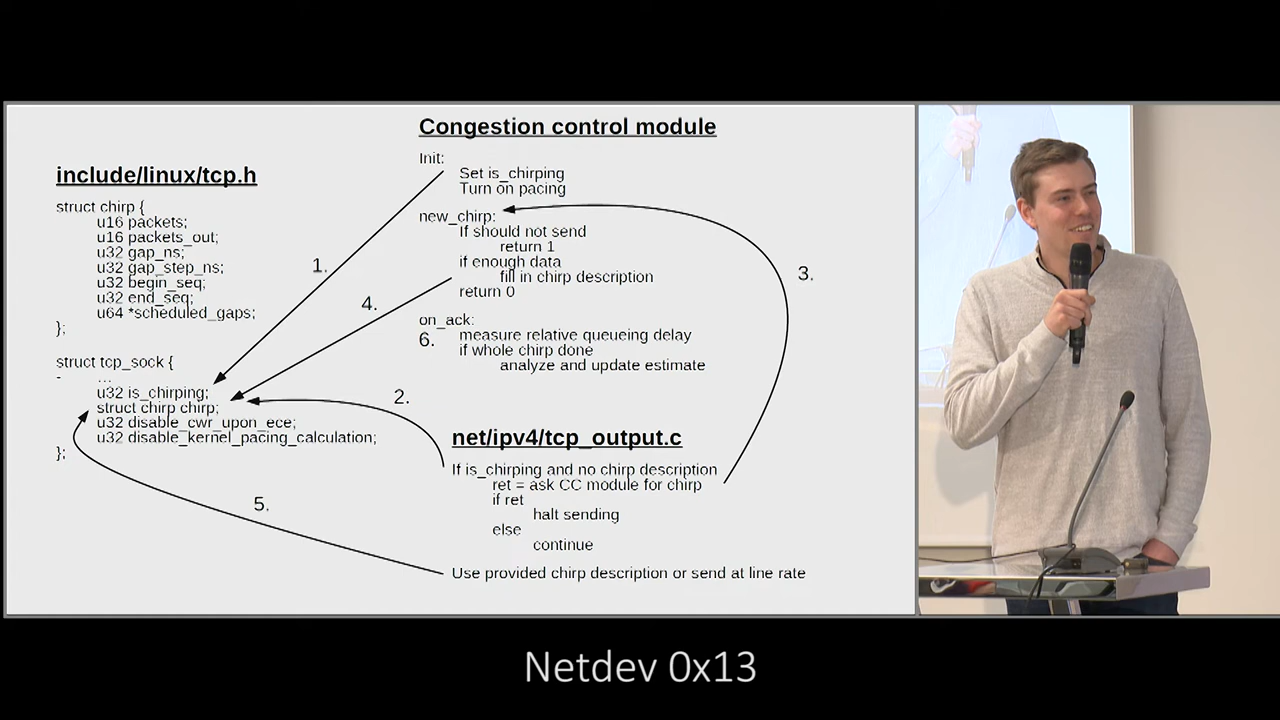 Congestion control module
Init:
Set is_chirping
Turn on pacing
new_chirp:
If should not send
return 1
if enough data
fill in chirp description
return 0
on_ack:
6. measure relative queueing delay
if whole chirp done
analyze and update estimate
include/linux/tcp.h
struct chirp {
u16 packets;
u16 packets_out;
u32 gap_ns;
u32 gap_step_ns;
u32 begin_seq;
u32 end_seq;
u64 *scheduled_gaps;
};
struct tcp_sock {
- ...
u32 is_chirping;
struct chirp chirp;
u32 disable_cwr_upon_ece;
u32 disable_kernel_pacing_calculation;
};
1.
4.
3.
2.
5.
net/ipv4/tcp_output.c
If is_chirping and no chirp description
ret = ask CC module for chirp
if ret
halt sending
else
continue
Use provided chirp description or send at line rate
Netdev 0x13